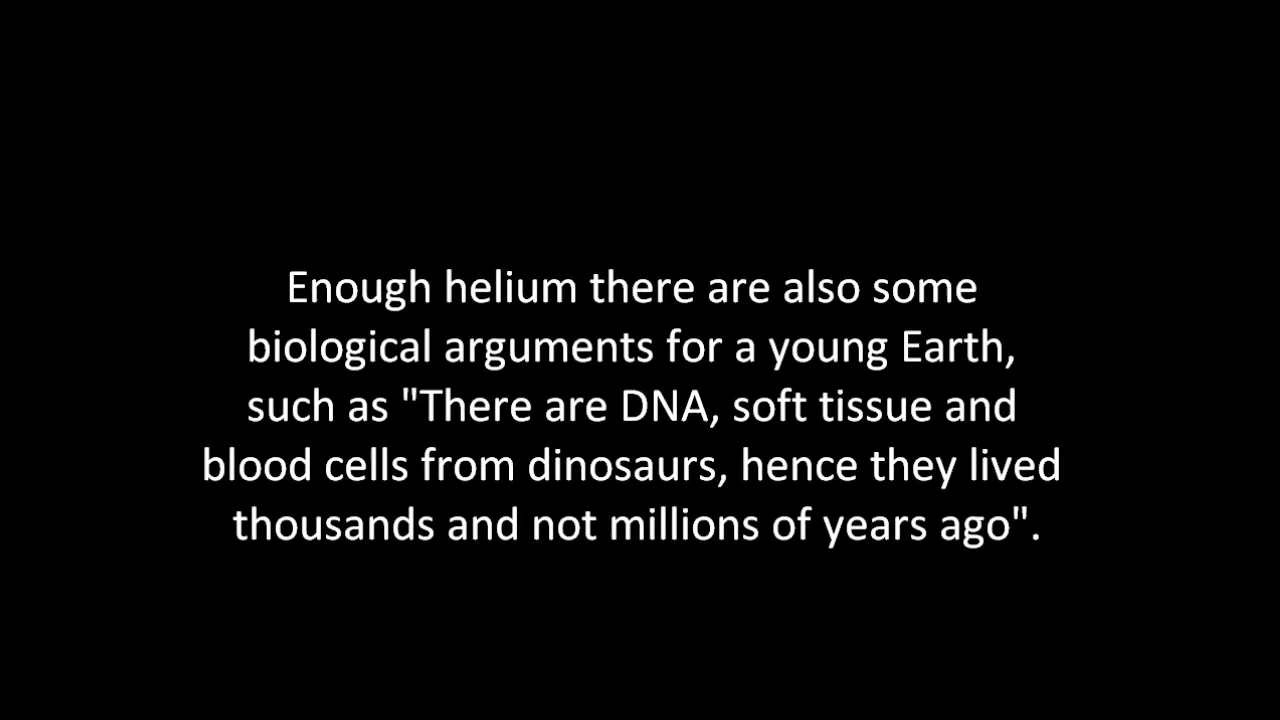 Enough helium there are also some
biological arguments for a young Earth,
such as "There are DNA, soft tissue and
blood cells from dinosaurs, hence they lived
thousands and not millions of years ago".